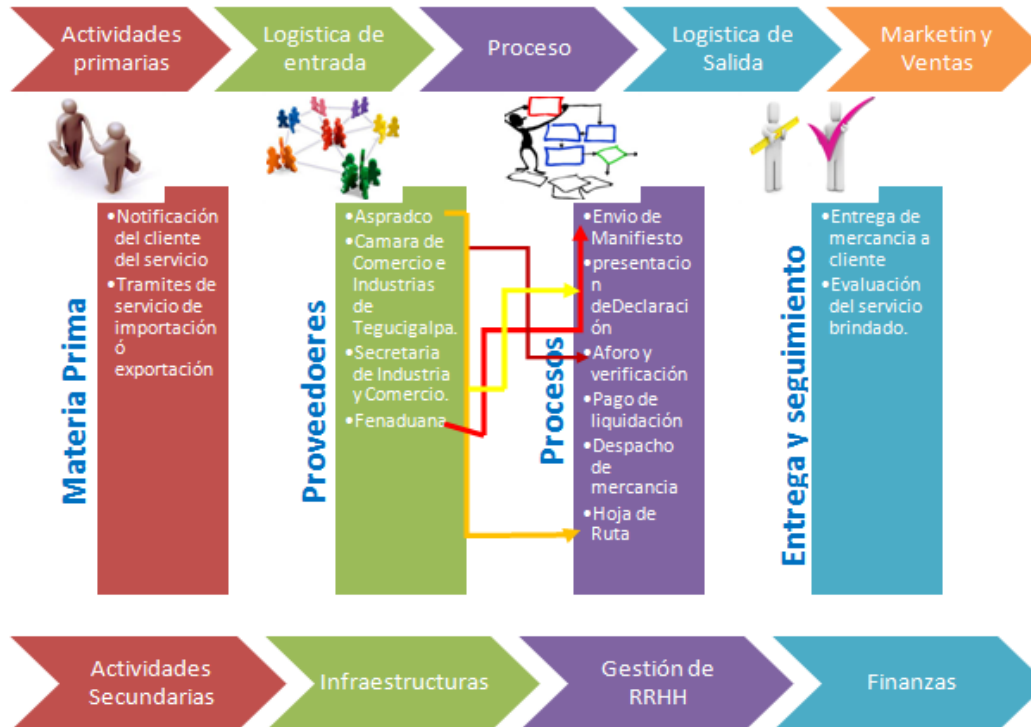 Actividades
primarias
Logistica de
entrada
Proceso
Logistica de
Salida
Marketin y
Ventas
Materia Prima
•Notificación
del cliente
del servicio
•Tramites de
servicio de
importación
ó
exportación
Proveedoeres
•Aspradco
•Camara de
Comercio e
Industrias
de
Tegucigalpa.
•Secretaria
de Industria
y Comercio.
•Fenaduana
Procesos
•Envio de
Manifiesto
•presentacio
n
deDeclaraci
ón
•Aforo y
verificación
•Pago de
liquidación
•Despacho
de
mercancia
•Hoja de
Ruta
Entrega y seguimiento
•Entrega de
mercancia a
cliente
•Evaluación
del servicio
brindado.
Actividades
Secundarias
Infraestructuras
Gestión de
RRHH
Finanzas